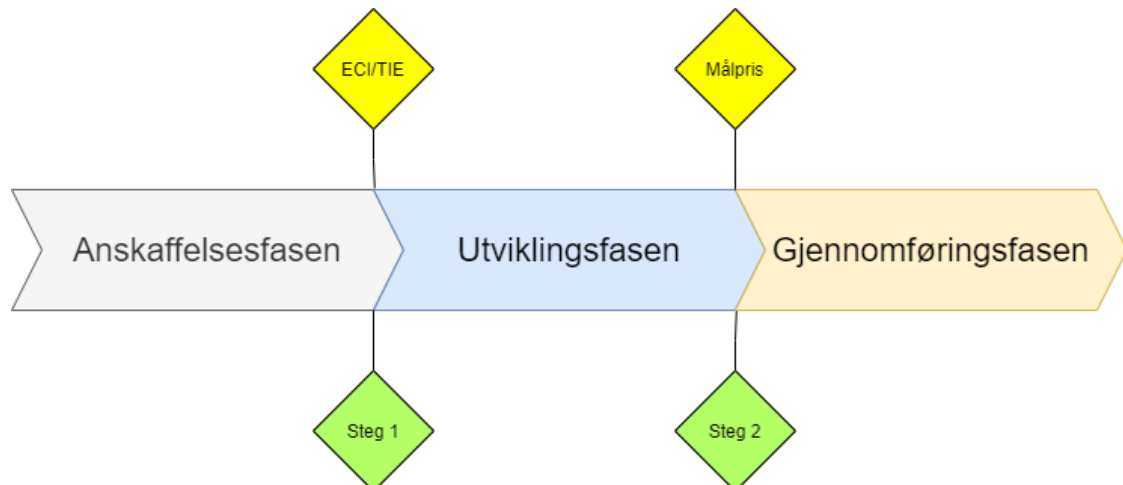 ECI/TIE
Målpris
Anskaffelsesfasen
Utviklingsfasen
Gjennomføringsfasen
Steg 1
Steg 2